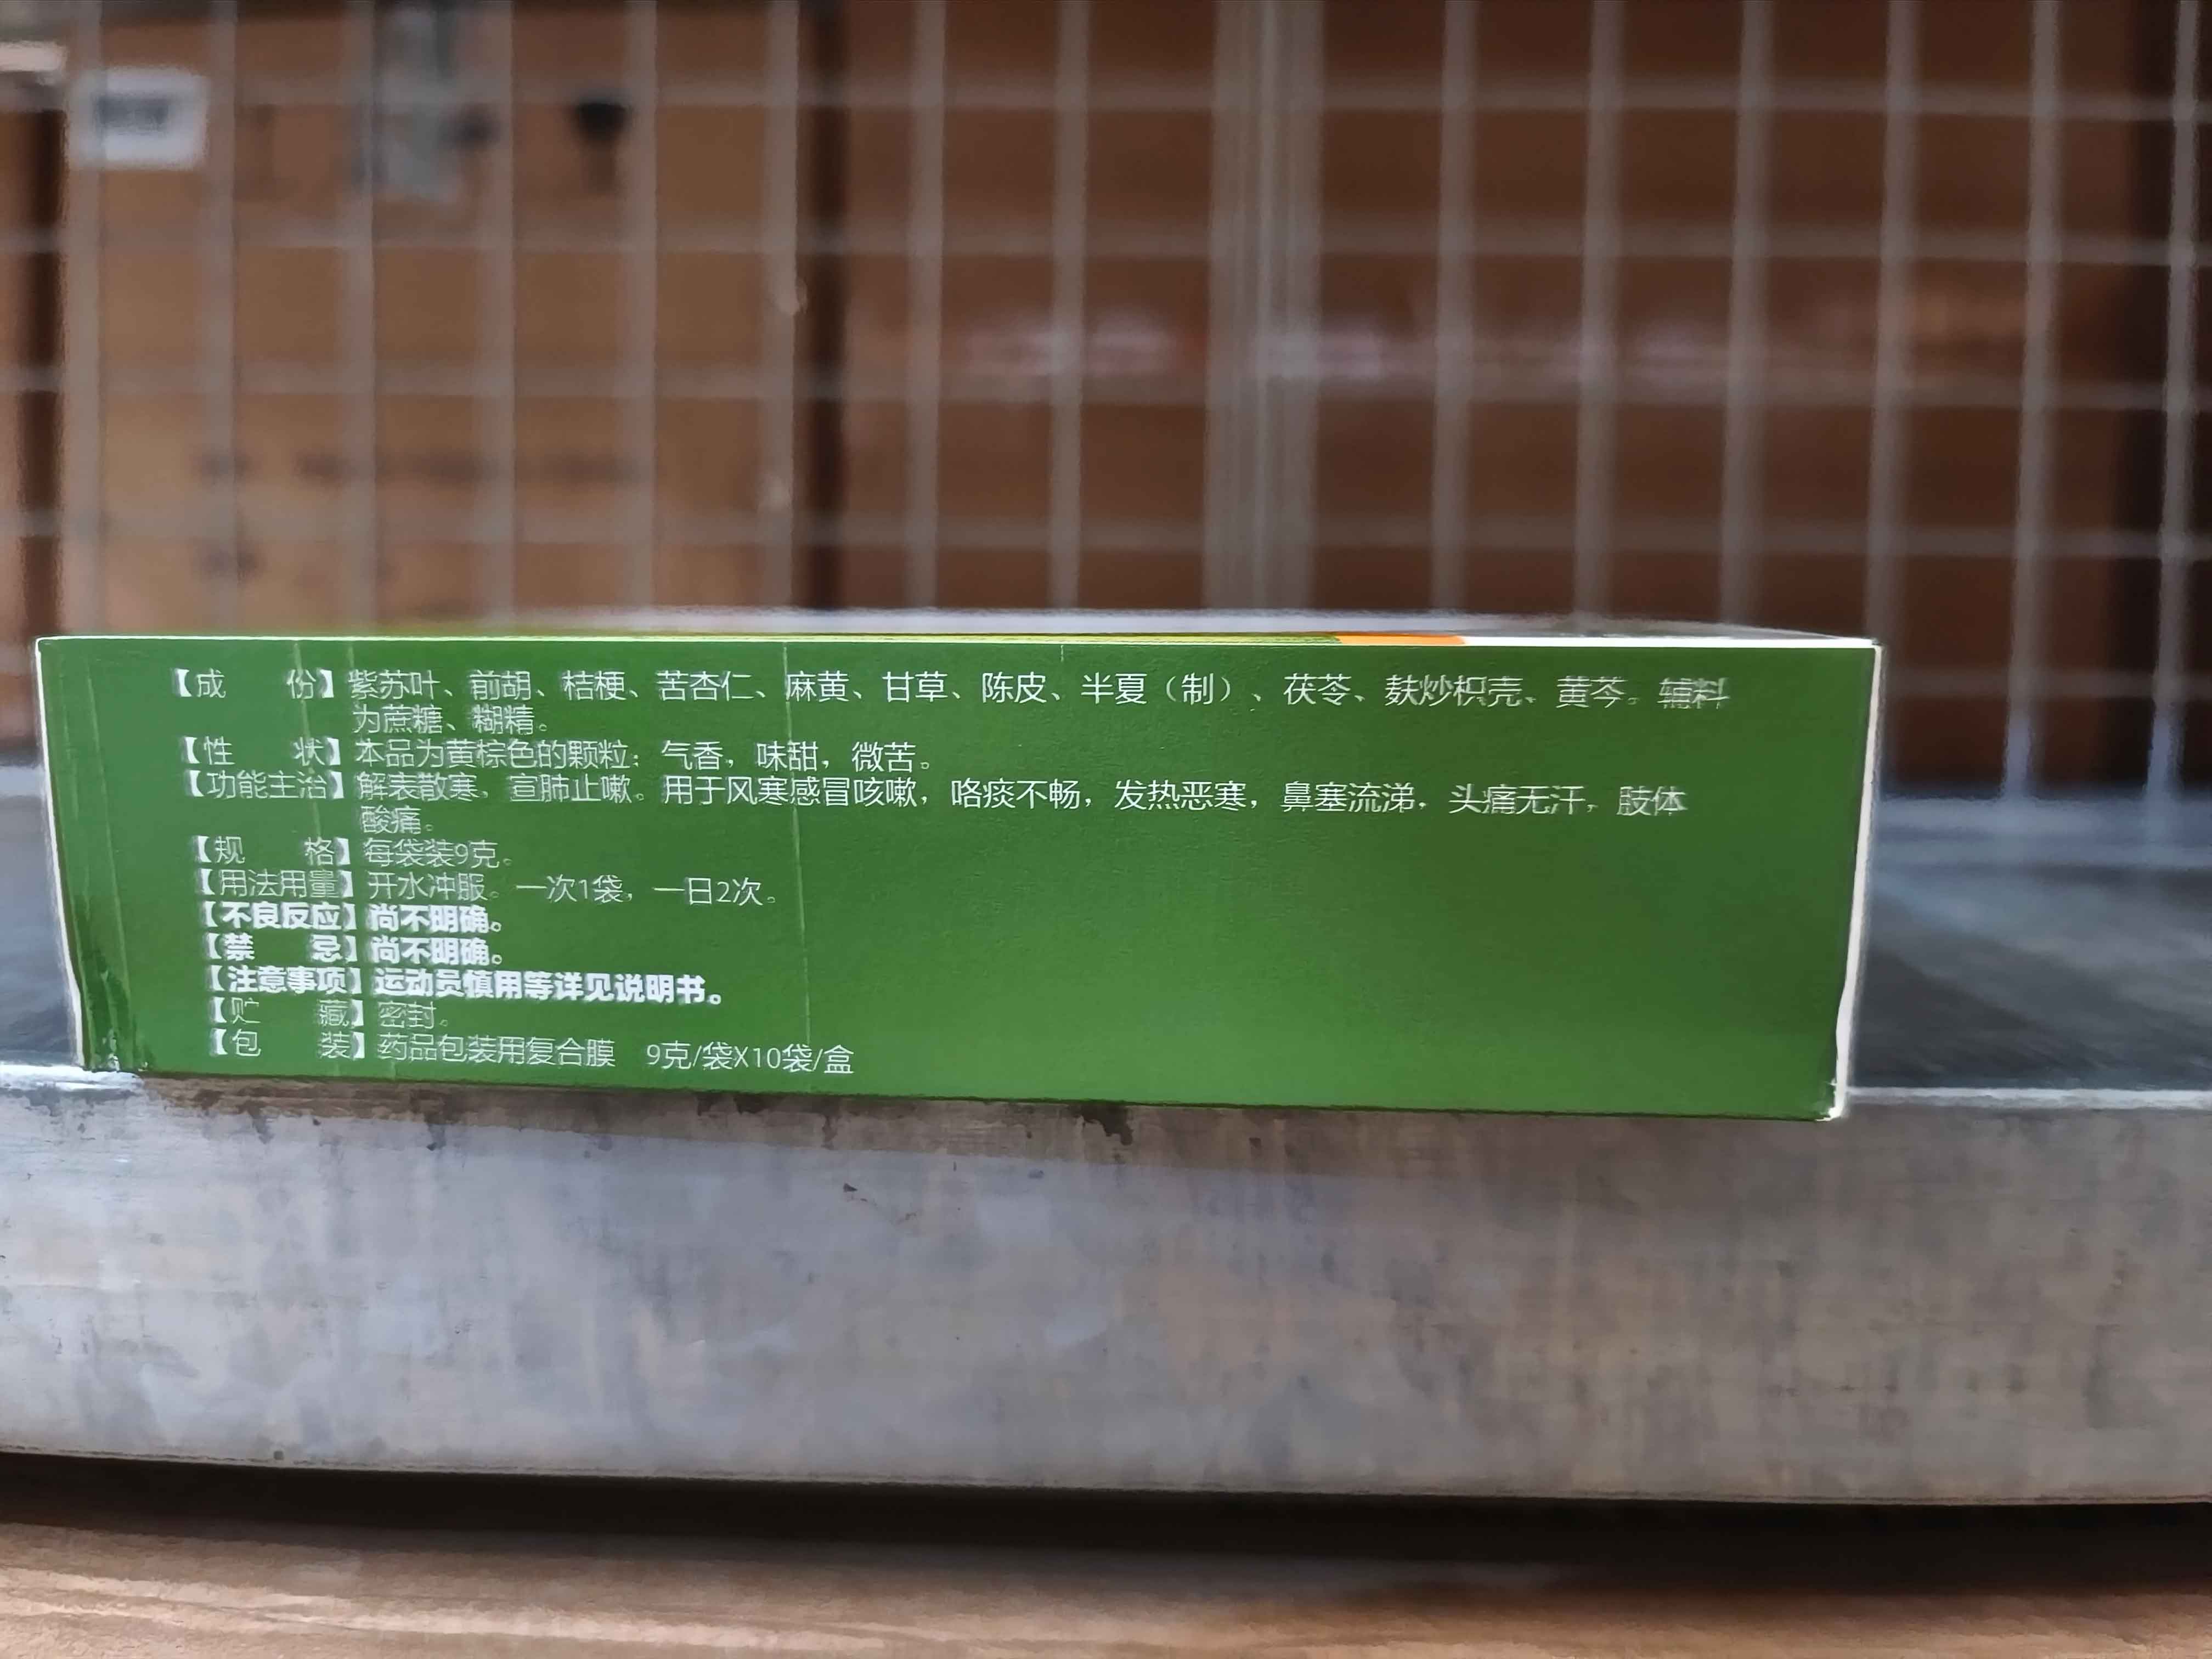 【成　份】紫苏叶、前胡、桔梗、苦杏仁、麻黄、甘草、陈皮、半夏（制）、茯苓、麸炒枳壳、黄芩。辅料
为蔗糖、糊精。
【性　状】本品为黄棕色的颗粒；气香，味甜，微苦。
【功能主治】解表散寒，宣肺止嗽。用于风寒感冒咳嗽，咯痰不畅，发热恶寒，鼻塞流涕，头痛无汗，肢体
酸痛。
【规　格】每袋装9克。
【用法用量】开水冲服。一次1袋，一日2次。
【不良反应】尚不明确。
【禁　忌】尚不明确。
【注意事项】运动员慎用等详见说明书。
【贮　藏】密封。
【包　装】药品包装用复合膜　9克/袋X10袋/盒